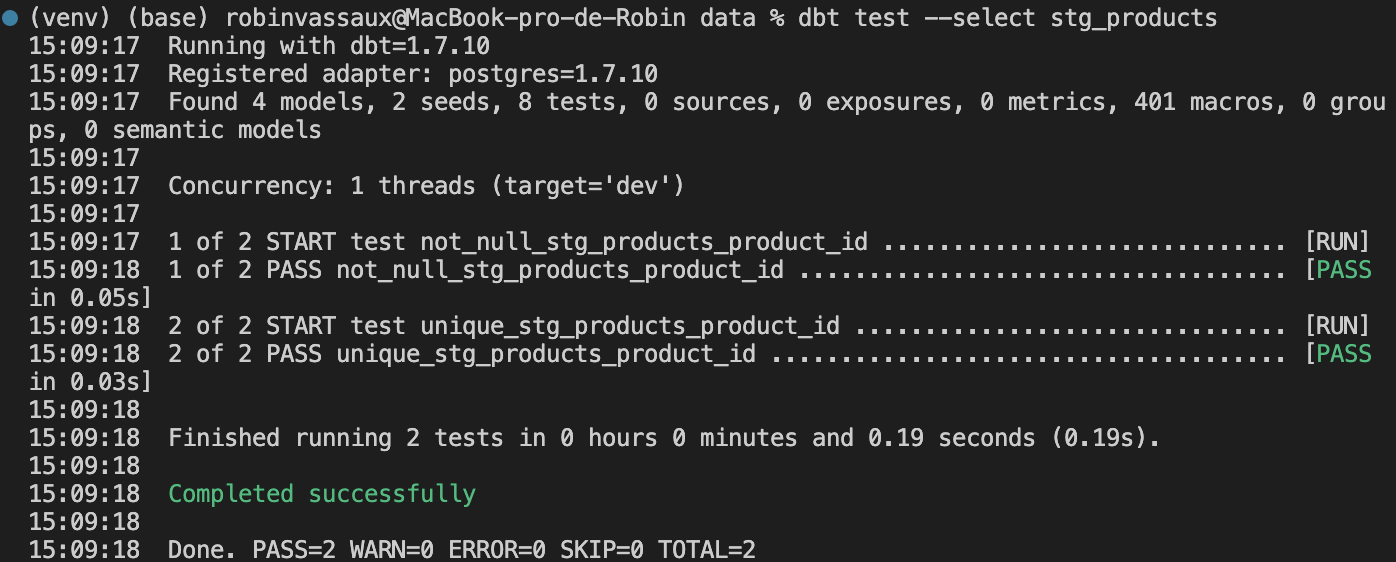 (venv) (base) robinvassaux@MacBook-pro-de-Robin data % dbt test --select stg_products
15:09:17  Running with dbt=1.7.10
15:09:17  Registered adapter: postgres=1.7.10
15:09:17  Found 4 models, 2 seeds, 8 tests, 0 sources, 0 exposures, 0 metrics, 401 macros, 0 grou
ps, 0 semantic models
15:09:17
15:09:17  Concurrency: 1 threads (target='dev')
15:09:17
15:09:17  1 of 2 START test not_null_stg_products_product_id ............................. [RUN]
15:09:18  1 of 2 PASS not_null_stg_products_product_id ................................... [PASS
in 0.05s]
15:09:18  2 of 2 START test unique_stg_products_product_id ............................... [RUN]
15:09:18  2 of 2 PASS unique_stg_products_product_id ..................................... [PASS
in 0.03s]
15:09:18
15:09:18  Finished running 2 tests in 0 hours 0 minutes and 0.19 seconds (0.19s).
15:09:18
15:09:18  Completed successfully
15:09:18
15:09:18  Done. PASS=2 WARN=0 ERROR=0 SKIP=0 TOTAL=2